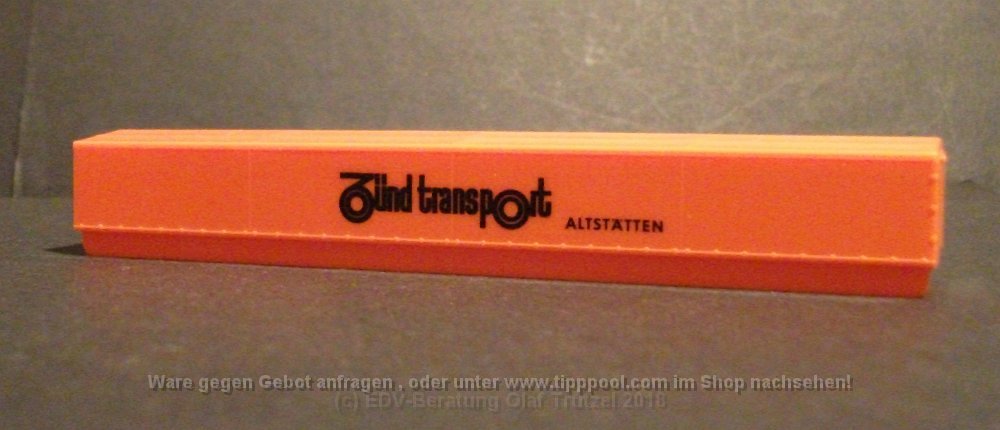 Zünd transport
ALTSTÄTTEN
Ware gegen Gebot anfragen , oder unter www.tipppool.com im Shop nachsehen!
(c) EDV-Beratung Olaf Trützel 2018